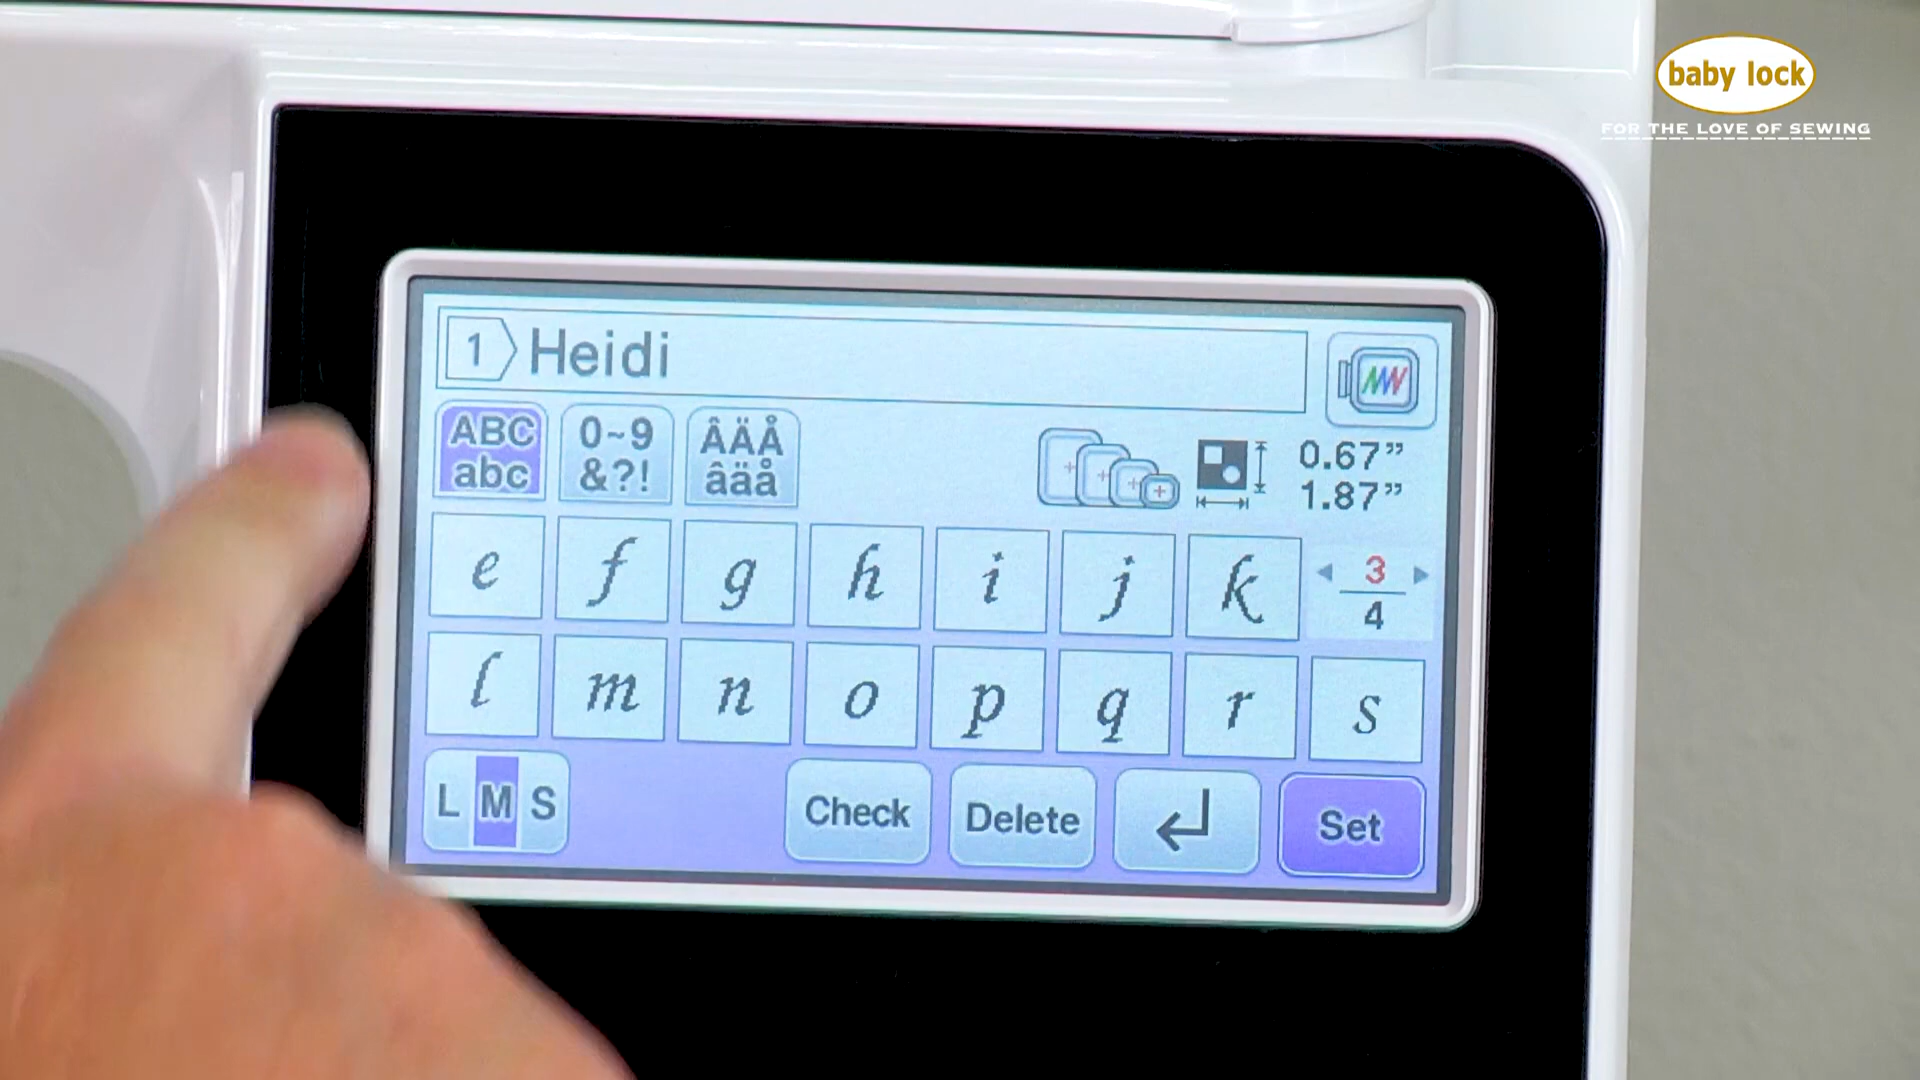 baby lock
FOR THE LOVE OF SEWING
1 Heidi
ABC 0~9 ÂÄÅ 0.67”
abc &?! âäå 1.87”
e f g h i j k 3
4
l m n o p q r s
L M S Check Delete Set